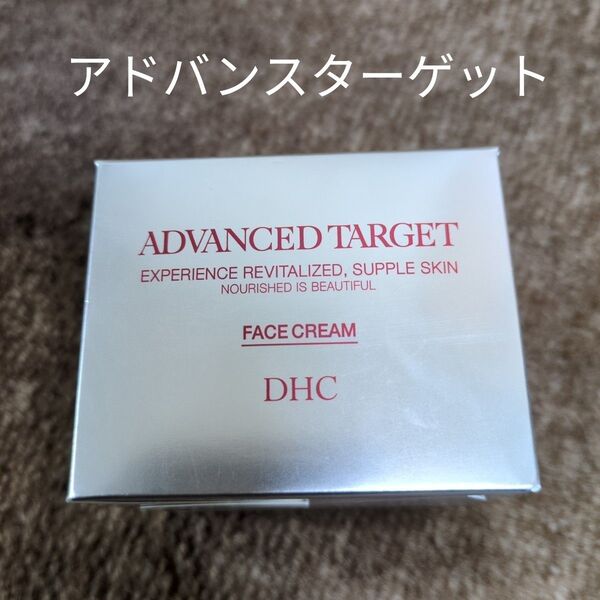 アドバンスターゲット
ADVANCED TARGET
EXPERIENCE REVITALIZED, SUPPLE SKIN
NOURISHED IS BEAUTIFUL
FACE CREAM
DHC